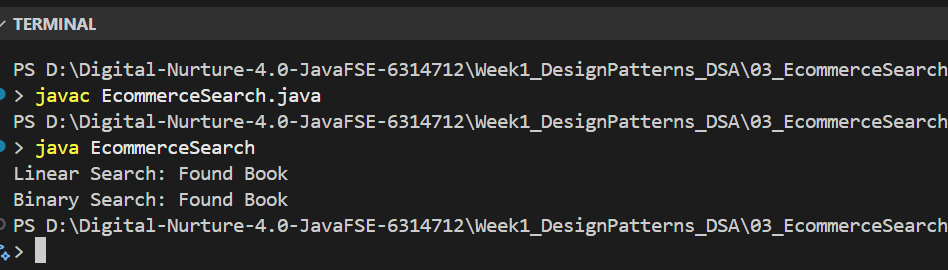 TERMINAL
PS D:\Digital-Nurture-4.0-JavaFSE-6314712\Week1_DesignPatterns_DSA\03_EcommerceSearch
> javac EcommerceSearch.java
PS D:\Digital-Nurture-4.0-JavaFSE-6314712\Week1_DesignPatterns_DSA\03_EcommerceSearch
> java EcommerceSearch
Linear Search: Found Book
Binary Search: Found Book
PS D:\Digital-Nurture-4.0-JavaFSE-6314712\Week1_DesignPatterns_DSA\03_EcommerceSearch
>